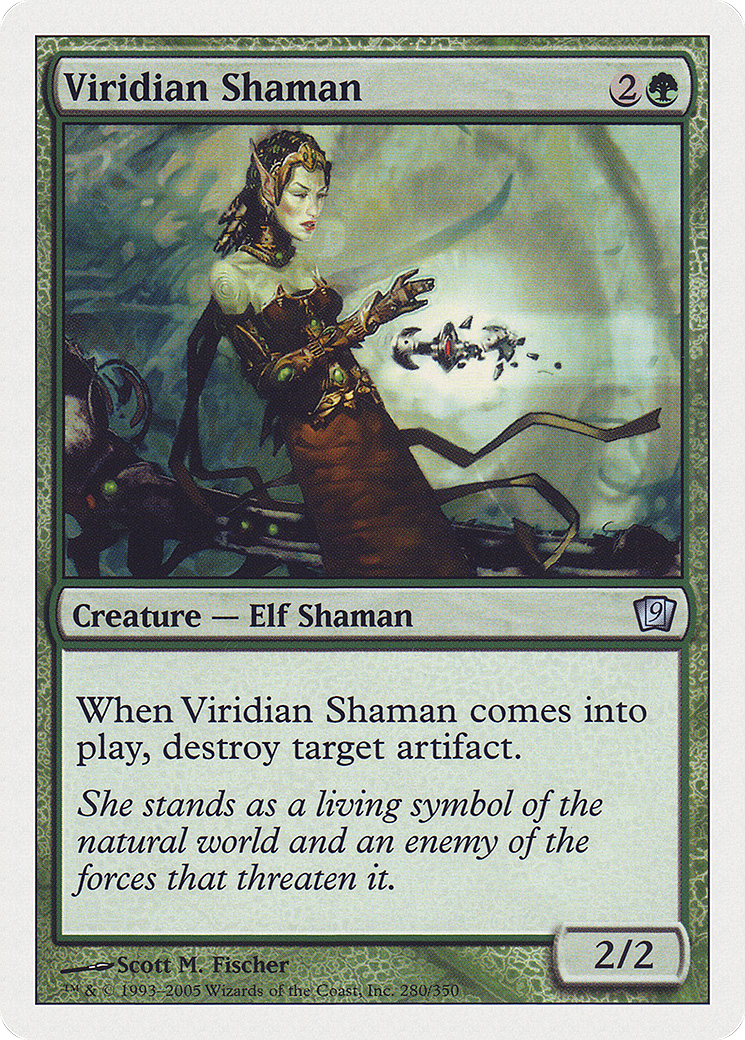 Viridian Shaman 2
Creature — Elf Shaman 9
When Viridian Shaman comes into
play, destroy target artifact.
She stands as a living symbol of the
natural world and an enemy of the
forces that threaten it.
2/2
Scott M. Fischer
™ & © 1993–2005 Wizards of the Coast, Inc. 280/350